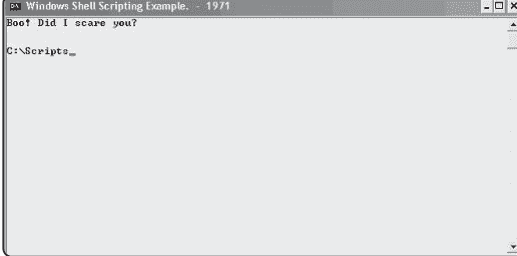 Windows Shell Scripting Example. - 1971
Boo! Did I scare you?
C:\Scripts_